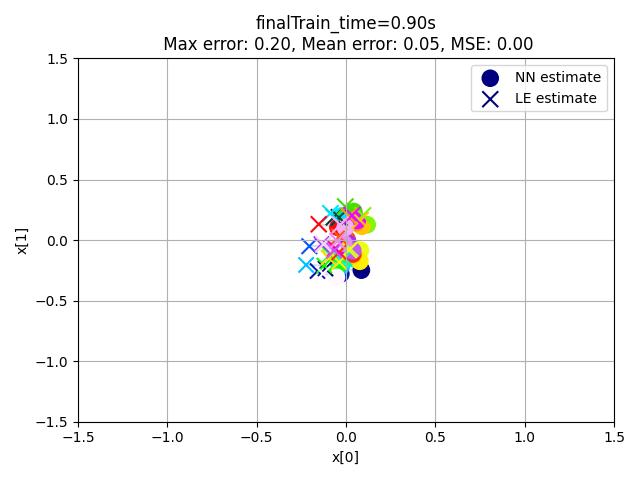 finalTrain_time=0.90s
Max error: 0.20, Mean error: 0.05, MSE: 0.00
NN estimate
LE estimate
1.5
1.0
0.5
0.0
−0.5
−1.0
−1.5
x[1]
−1.5 −1.0 −0.5 0.0 0.5 1.0 1.5
x[0]